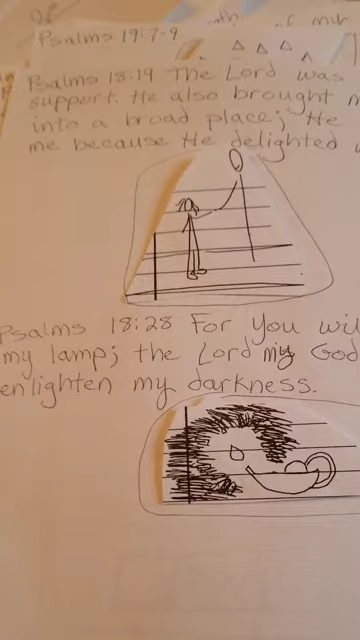 Psalms 19:7-9
Psalms 18:19 The Lord was
support. He also brought
into a broad place; He
me because He delighted
Psalms 18:28 For You will
my lamp; the Lord my God
enlighten my darkness.